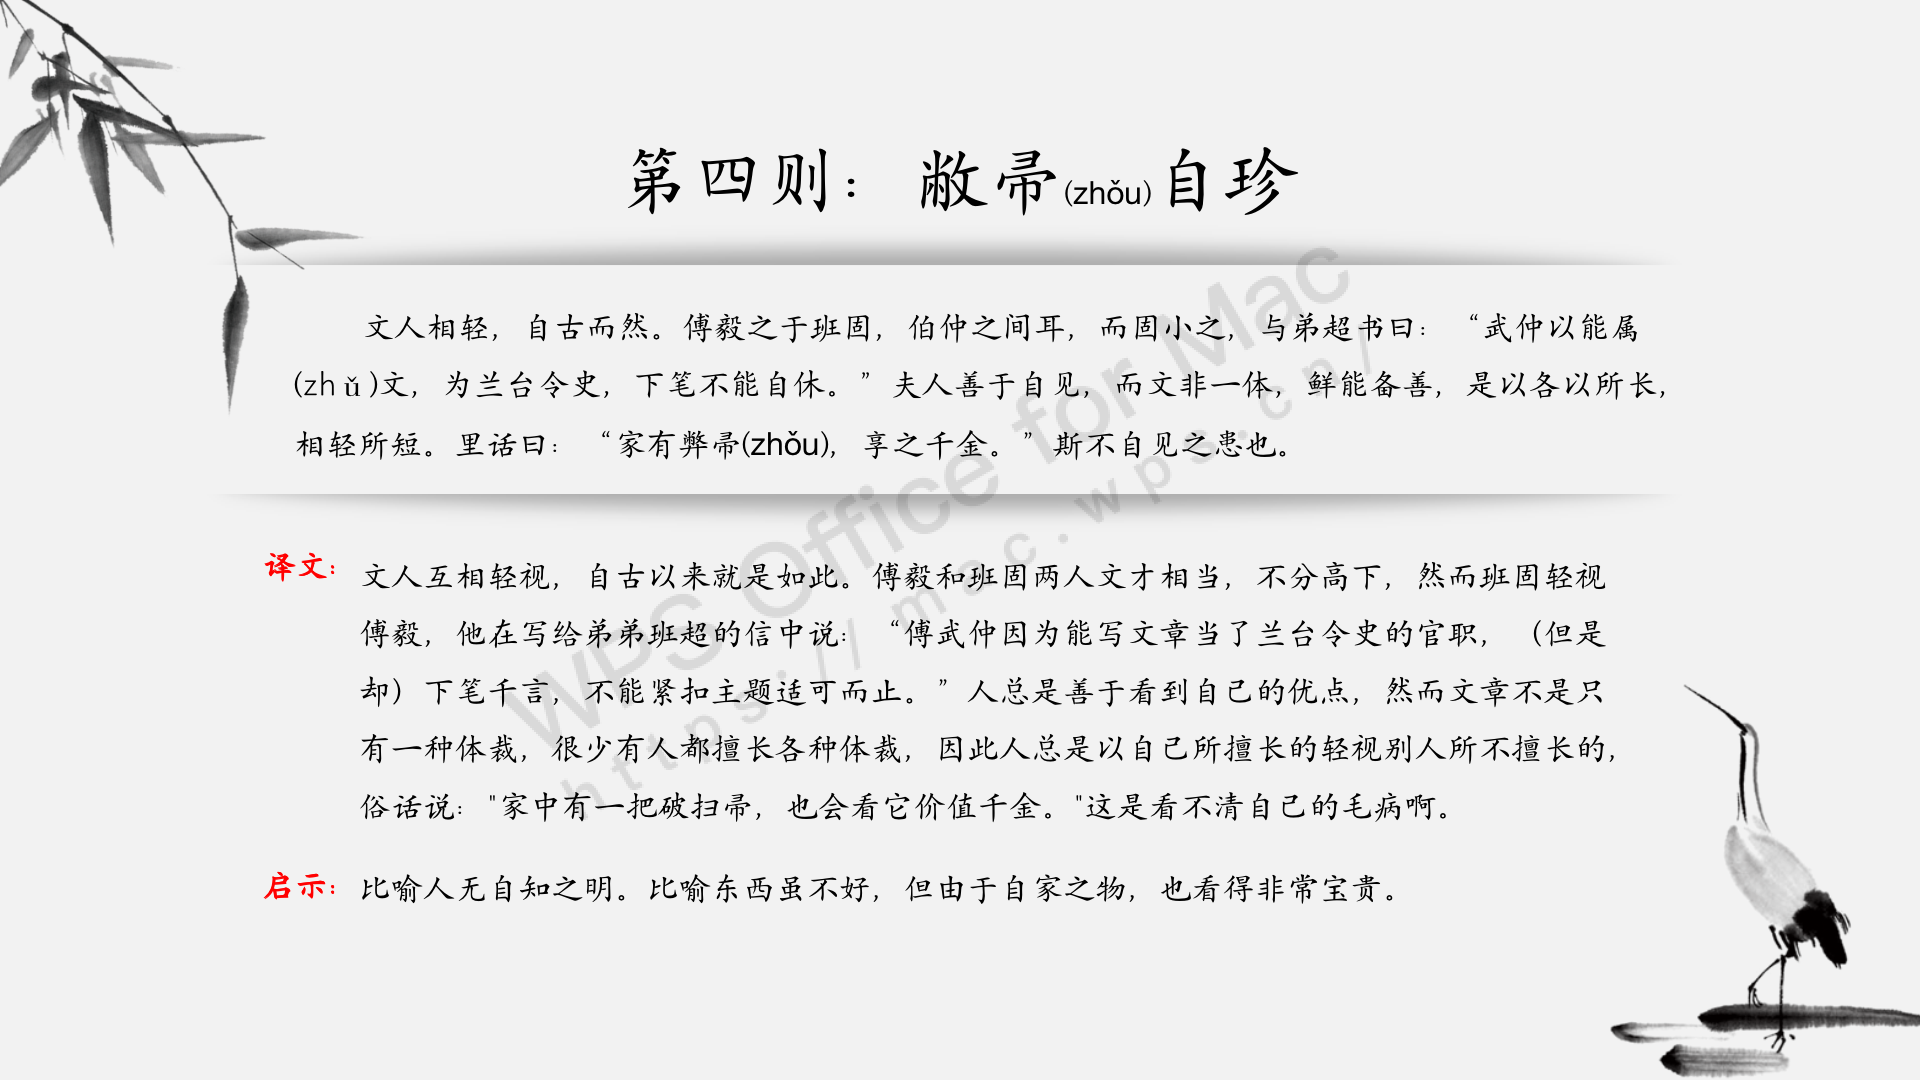 第四则：敝帚(zhǒu)自珍
文人相轻，自古而然。傅毅之于班固，伯仲之间耳，而固小之，与弟超书曰：“武仲以能属
(zhǔ)文，为兰台令史，下笔不能自休。”夫人善于自见，而文非一体，鲜能备善，是以各以所长，
相轻所短。里话曰：“家有弊帚(zhǒu)，享之千金。”斯不自见之患也。
译文：
文人互相轻视，自古以来就是如此。傅毅和班固两人文才相当，不分高下，然而班固轻视
傅毅，他在写给弟弟班超的信中说：“傅武仲因为能写文章当了兰台令史的官职，（但是
却）下笔千言，不能紧扣主题适可而止。”人总是善于看到自己的优点，然而文章不是只
有一种体裁，很少有人都擅长各种体裁，因此人总是以自己所擅长的轻视别人所不擅长的，
俗话说："家中有一把破扫帚，也会看它价值千金。"这是看不清自己的毛病啊。
启示：
比喻人无自知之明。比喻东西虽不好，但由于自家之物，也看得非常宝贵。
WPS Office for Mac
https://mac.wps.cn/